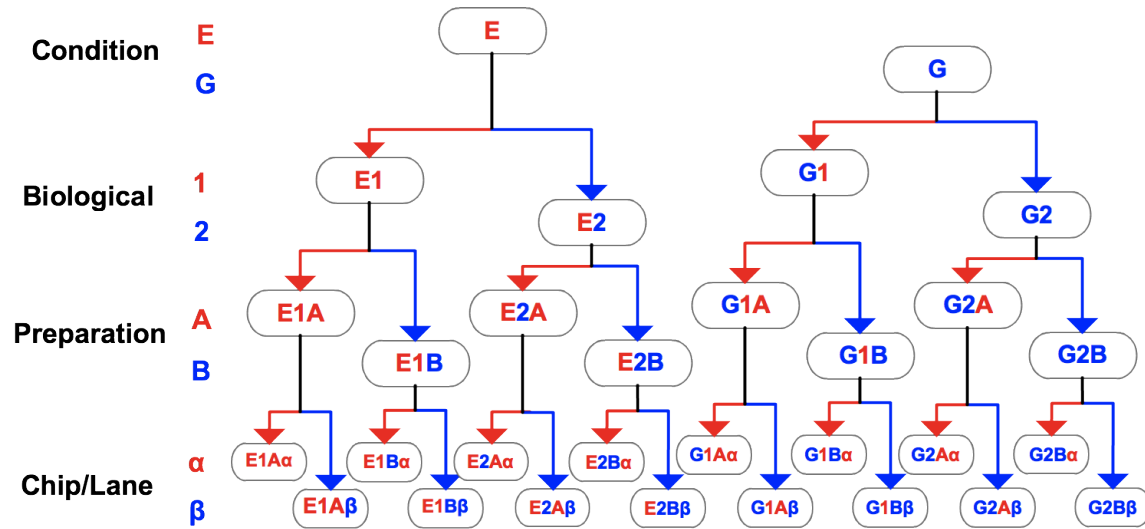 Condition
E
G
E
G
Biological
1
2
E1
E2
G1
G2
Preparation
A
B
E1A
E1B
E2A
E2B
G1A
G1B
G2A
G2B
Chip/Lane
α
β
E1Aα
E1Bα
E2Aα
E2Bα
G1Aα
G1Bα
G2Aα
G2Bα
E1Aβ
E1Bβ
E2Aβ
E2Bβ
G1Aβ
G1Bβ
G2Aβ
G2Bβ